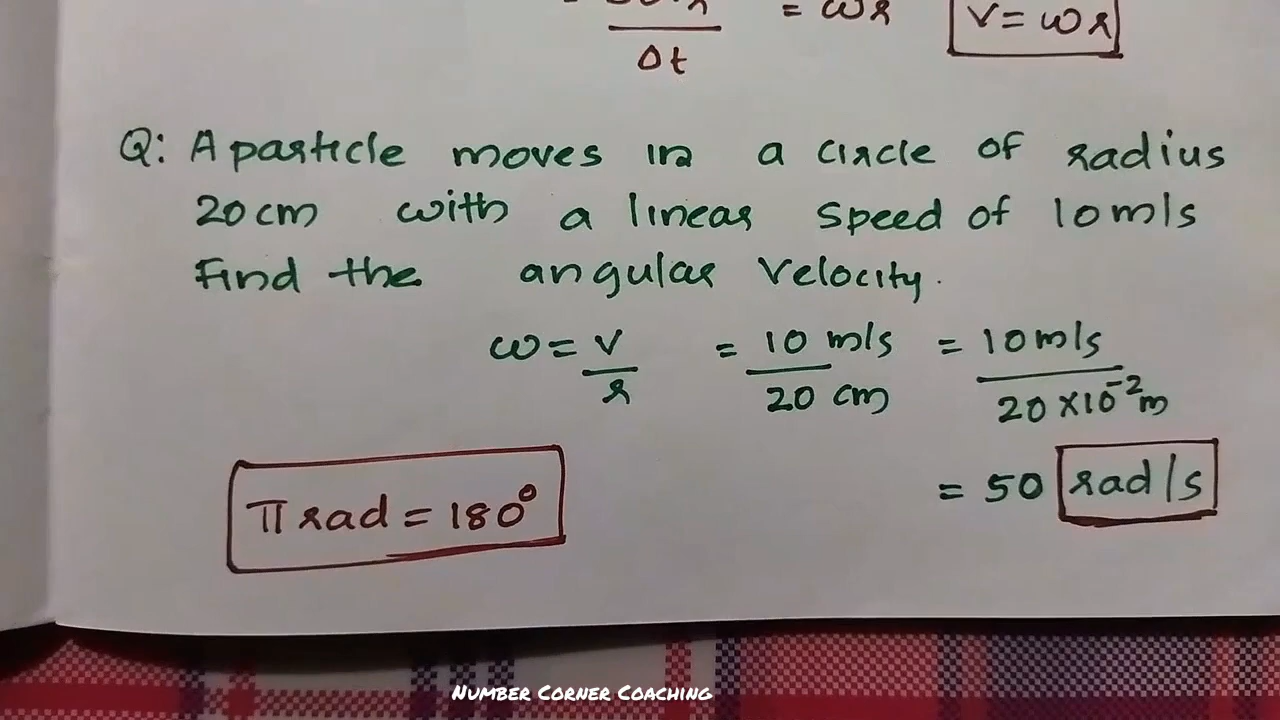 = ωr
V = ωr
Δt
Q: A particle moves in a circle of radius
20 cm with a linear speed of 10 m/s
Find the angular velocity.
ω = v/r = 10 m/s / 20 cm = 10 m/s / 20 × 10⁻² m
= 50 rad/s
π rad = 180°
Number Corner Coaching